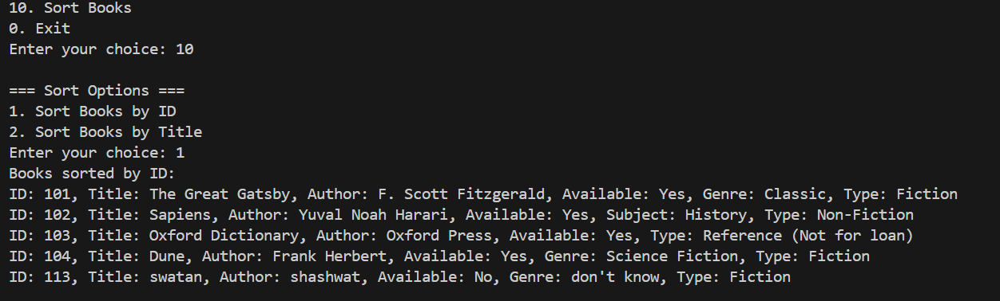 10. Sort Books
0. Exit
Enter your choice: 10
=== Sort Options ===
1. Sort Books by ID
2. Sort Books by Title
Enter your choice: 1
Books sorted by ID:
ID: 101, Title: The Great Gatsby, Author: F. Scott Fitzgerald, Available: Yes, Genre: Classic, Type: Fiction
ID: 102, Title: Sapiens, Author: Yuval Noah Harari, Available: Yes, Subject: History, Type: Non-Fiction
ID: 103, Title: Oxford Dictionary, Author: Oxford Press, Available: Yes, Type: Reference (Not for loan)
ID: 104, Title: Dune, Author: Frank Herbert, Available: Yes, Genre: Science Fiction, Type: Fiction
ID: 113, Title: swatan, Author: shashwat, Available: No, Genre: don't know, Type: Fiction